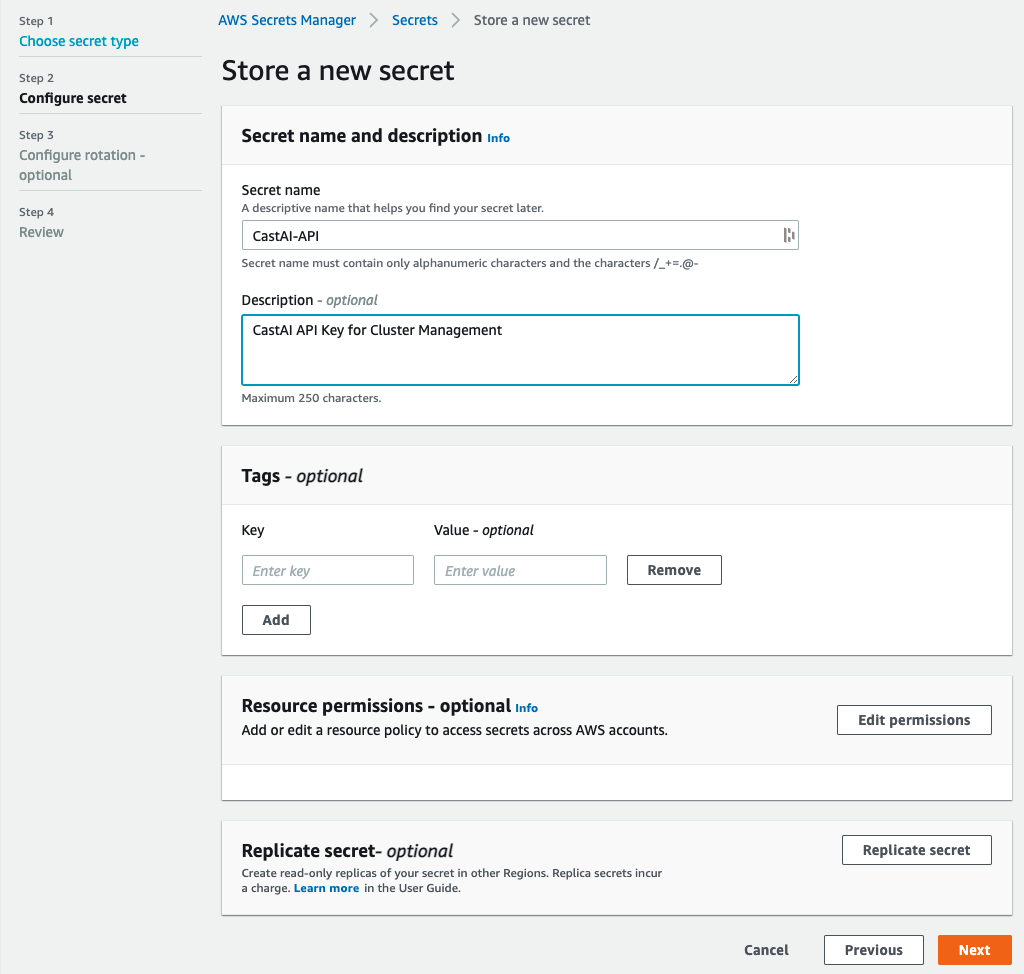 Step 1
Choose secret type
Step 2
Configure secret
Step 3
Configure rotation -
optional
Step 4
Review
AWS Secrets Manager > Secrets > Store a new secret
Store a new secret
Secret name and description Info
Secret name
A descriptive name that helps you find your secret later.
CastAI-API
Secret name must contain only alphanumeric characters and the characters /_+=.@-
Description - optional
CastAI API Key for Cluster Management
Maximum 250 characters.
Tags - optional
Key Value - optional
Enter key Enter value Remove
Add
Resource permissions - optional Info
Add or edit a resource policy to access secrets across AWS accounts.
Edit permissions
Replicate secret- optional
Create read-only replicas of your secret in other Regions. Replica secrets incur
a charge. Learn more in the User Guide.
Replicate secret
Cancel Previous Next